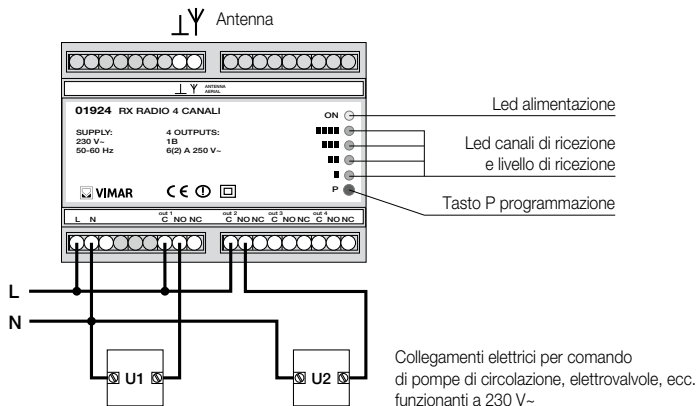 Antenna
ANTENNA
AERIAL
01924 RX RADIO 4 CANALI
ON
SUPPLY:
230 V~
50-60 Hz
4 OUTPUTS:
1B
6(2) A 250 V~
VIMAR
CE
P
Led alimentazione
Led canali di ricezione
e livello di ricezione
Tasto P programmazione
out 1 out 2 out 3 out 4
L N C NO NC C NO NC C NO NC C NO NC
L
N
U1
U2
Collegamenti elettrici per comando
di pompe di circolazione, elettrovalvole, ecc.
funzionanti a 230 V~